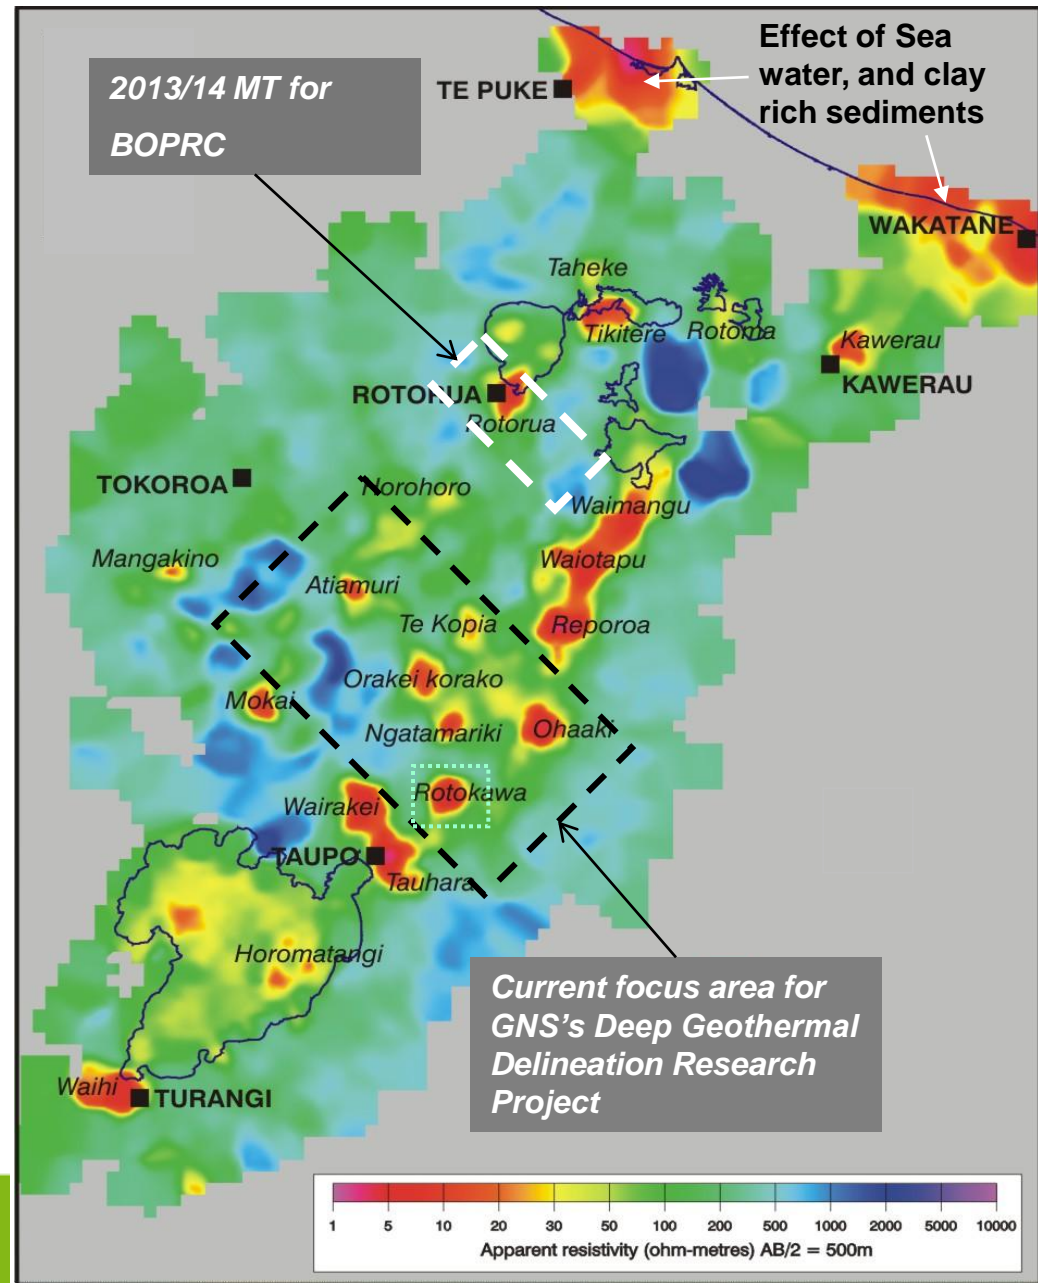 Effect of Sea
water, and clay
rich sediments
2013/14 MT for
BOPRC
TE PUKE
WAKATANE
Taheke
Tikitere
Rotoma
Kawerau
KAWERAU
ROTORUA
Rotorua
TOKOROA
Horohoro
Waimangu
Mangakino
Waiotapu
Atiamuri
Te Kopia
Reporoa
Orakei korako
Mokai
Ngatamariki
Ohaaki
Wairakei
Rotokawa
TAUPO
Tauhara
Horomatangi
Current focus area for
GNS's Deep Geothermal
Delineation Research
Project
Waihi
TURANGI
1 5 10 20 30 50 100 200 500 1000 2000 5000 10000
Apparent resistivity (ohm-metres) AB/2 = 500m